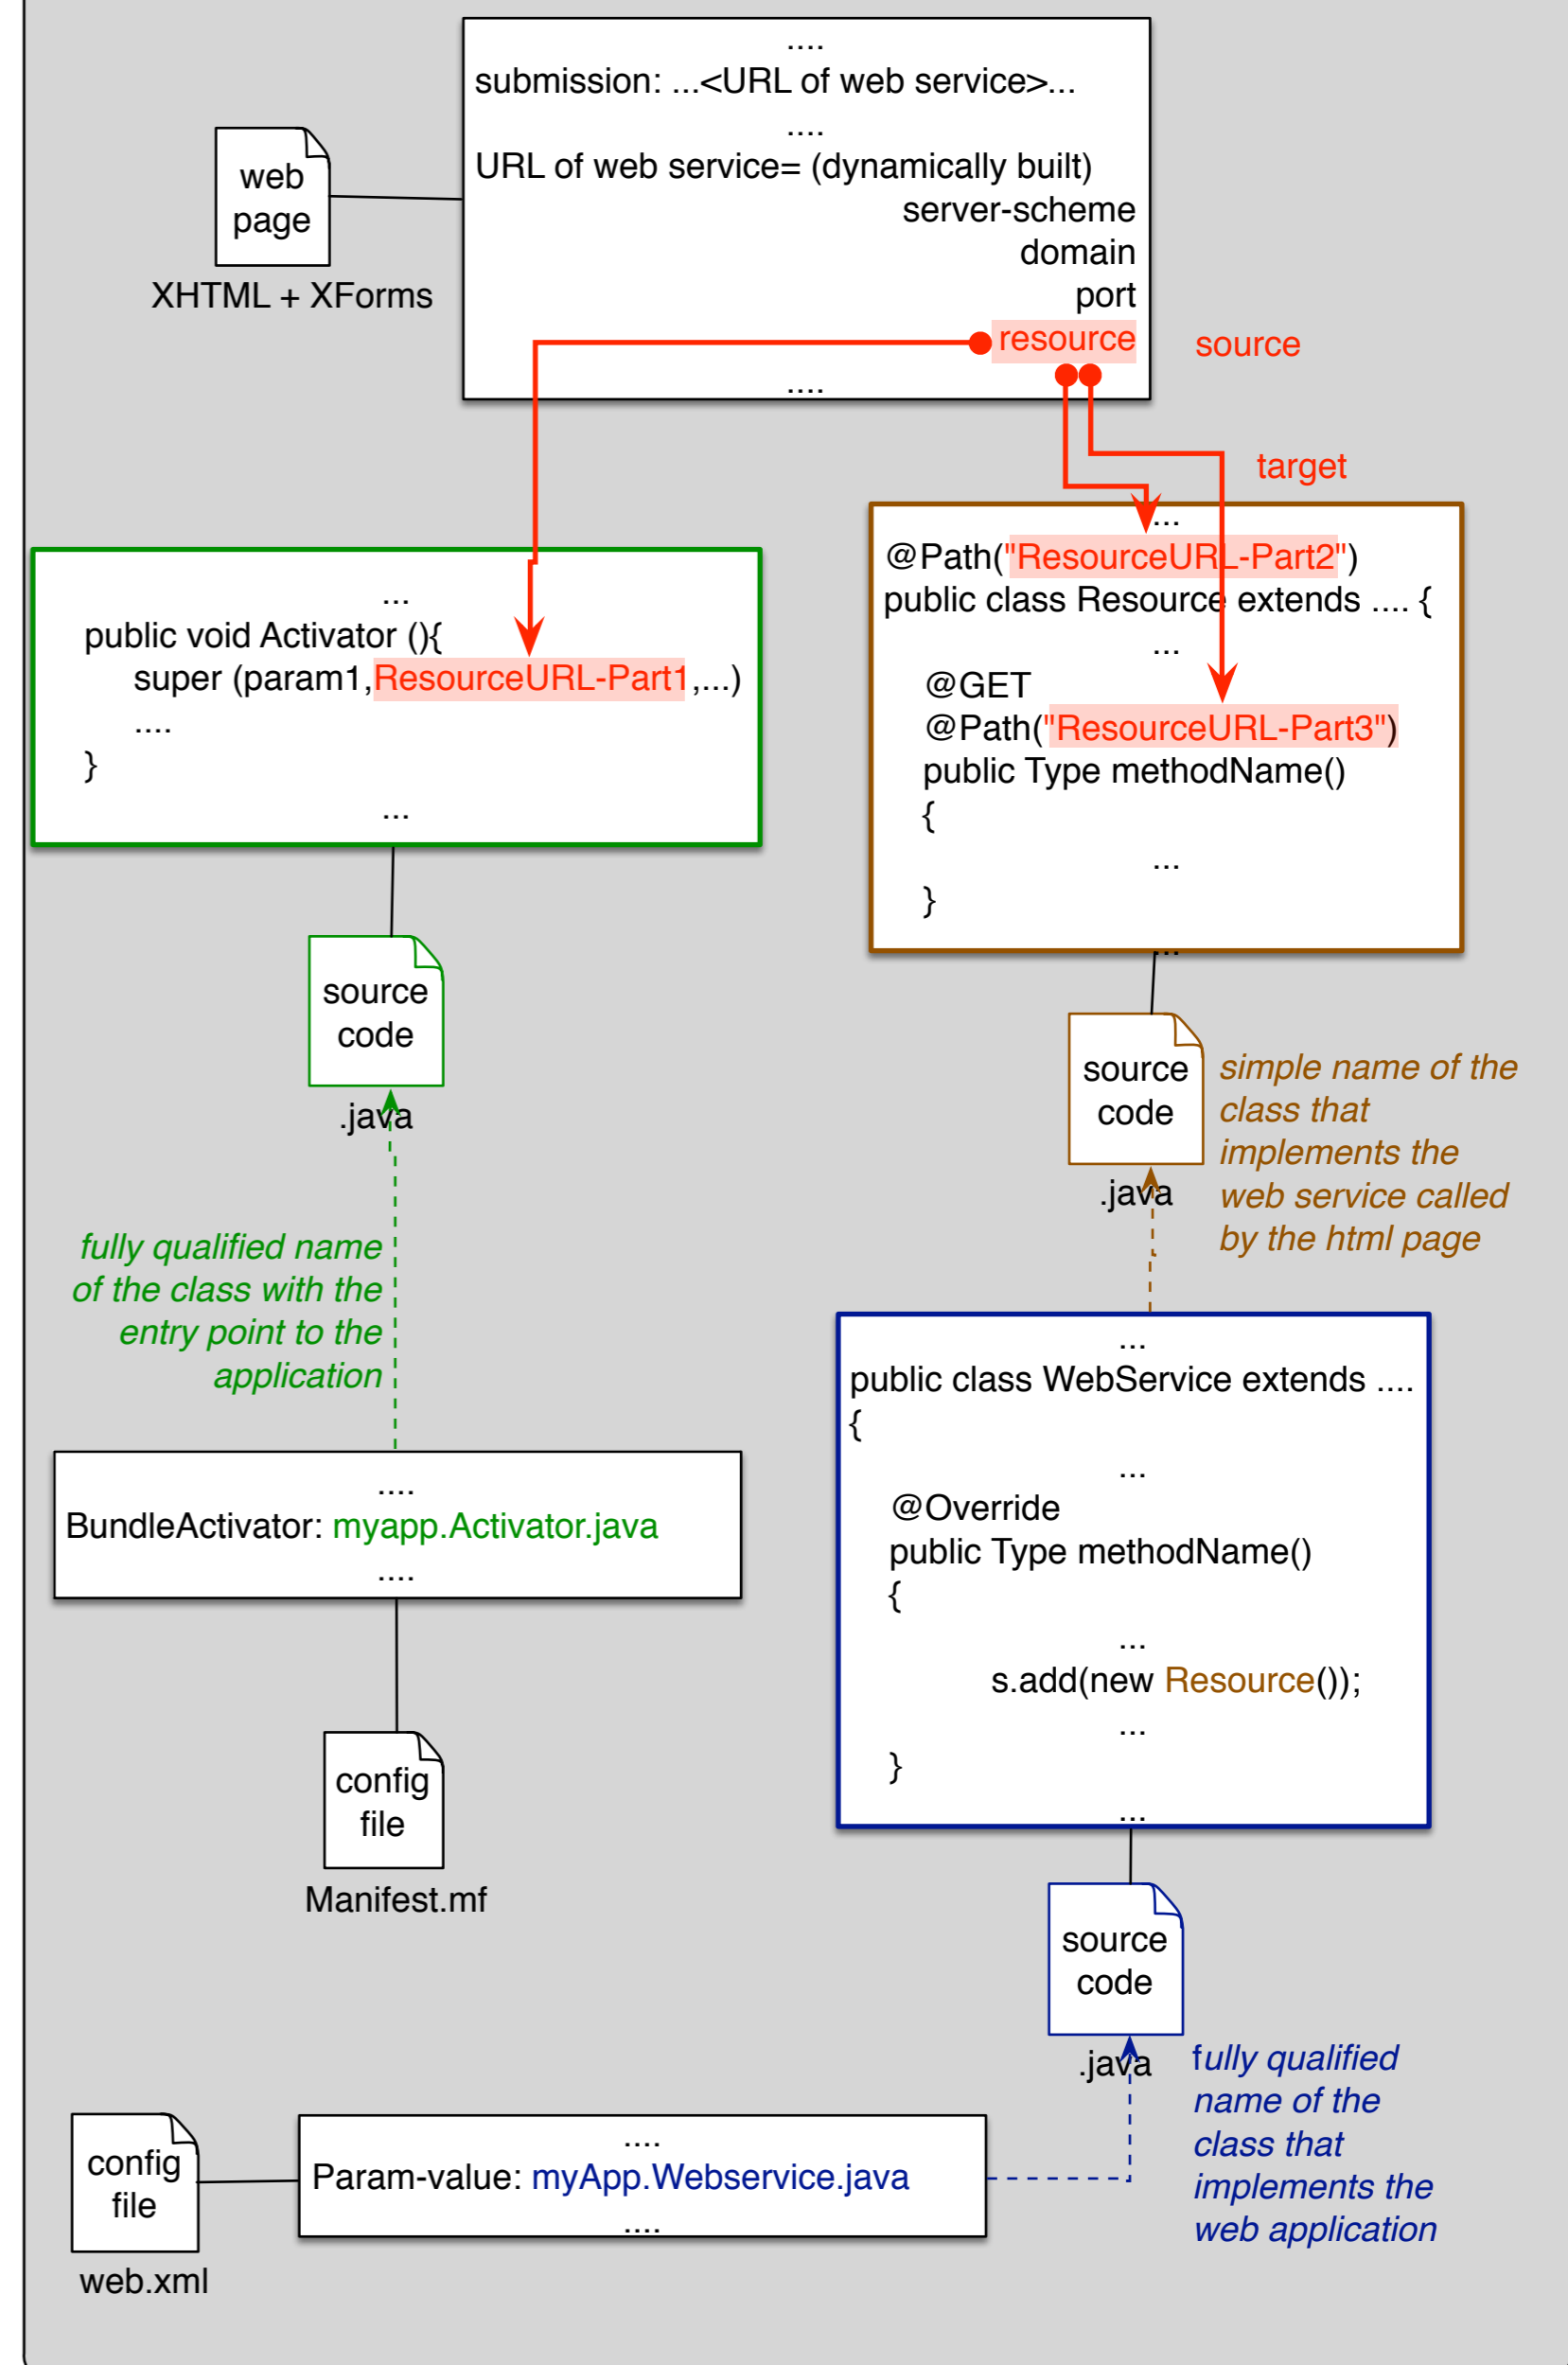 ....
submission: ...<URL of web service>...
....
URL of web service= (dynamically built)
server-scheme
domain
port
resource
....
web
page
XHTML + XForms
source
target
...
public void Activator (){
super (param1,ResourceURL-Part1,...)
....
}
...
source
code
.java
...
@Path("ResourceURL-Part2")
public class Resource extends .... {
...
@GET
@Path("ResourceURL-Part3")
public Type methodName()
{
...
}
...
source
code
.java
simple name of the
class that
implements the
web service called
by the html page
fully qualified name
of the class with the
entry point to the
application
....
BundleActivator: myapp.Activator.java
....
config
file
Manifest.mf
...
public class WebService extends ....
{
...
@Override
public Type methodName()
{
...
s.add(new Resource());
...
}
...
source
code
.java
fully qualified
name of the
class that
implements the
web application
config
file
web.xml
....
Param-value: myApp.Webservice.java
....